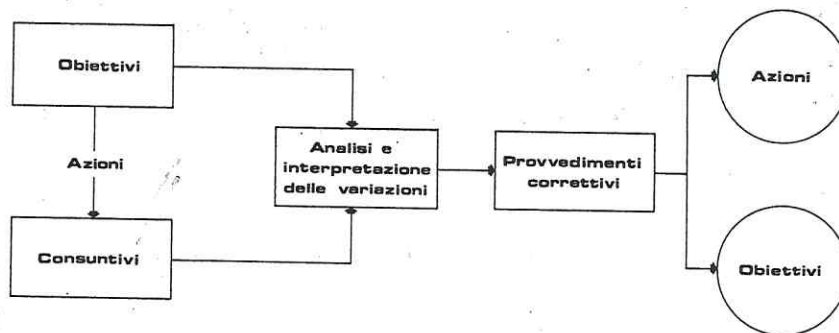 Obiettivi
Azioni
Consuntivi
Analisi e
interpretazione
delle variazioni
Provvedimenti
correttivi
Azioni
Obiettivi